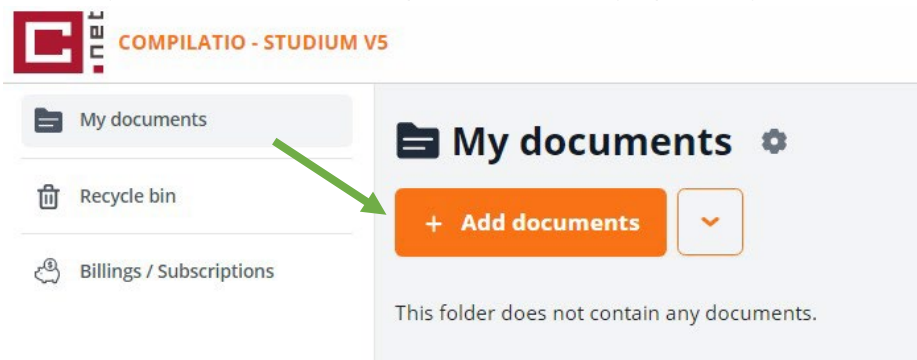 C .net
COMPILATIO - STUDIUM V5
My documents
Recycle bin
Billings / Subscriptions
My documents
+ Add documents
This folder does not contain any documents.